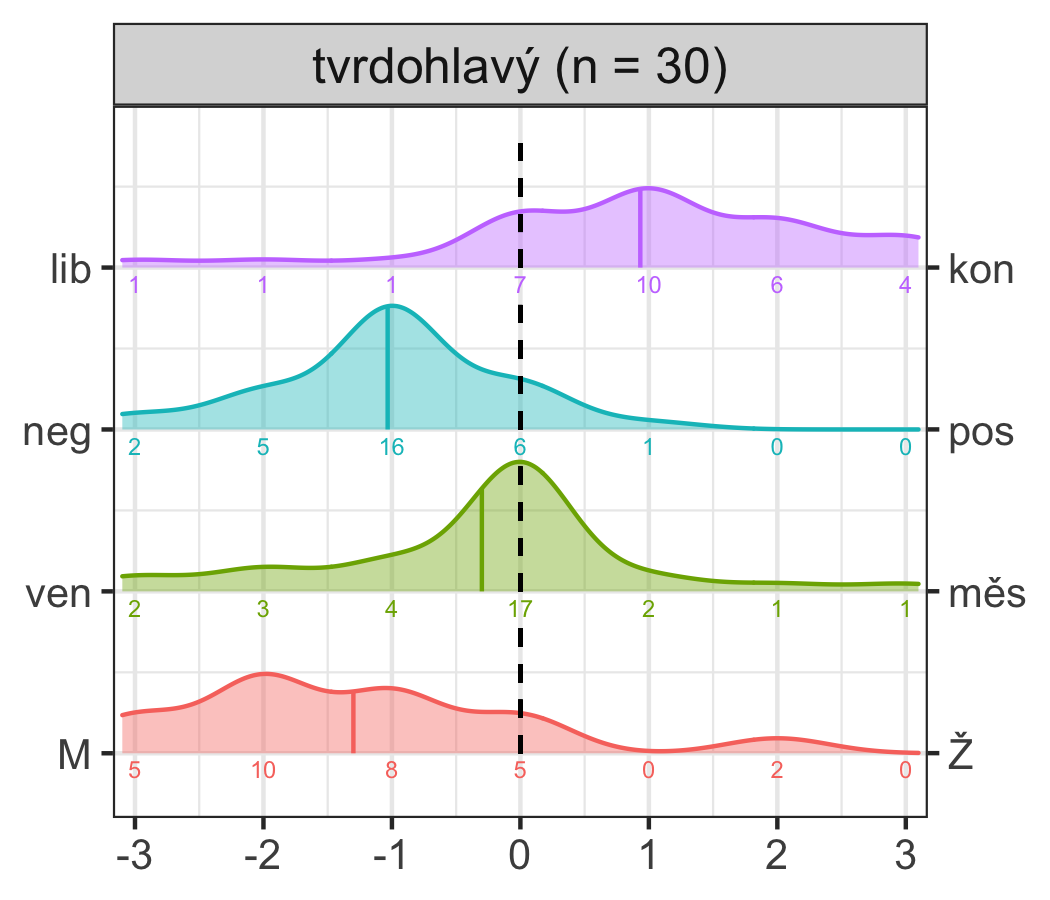 tvrdohlavý (n = 30)
lib kon
1 1 1 7 10 6 4
neg pos
2 5 16 6 1 0 0
ven měs
2 3 4 17 2 1 1
M Ž
5 10 8 5 0 2 0
-3 -2 -1 0 1 2 3